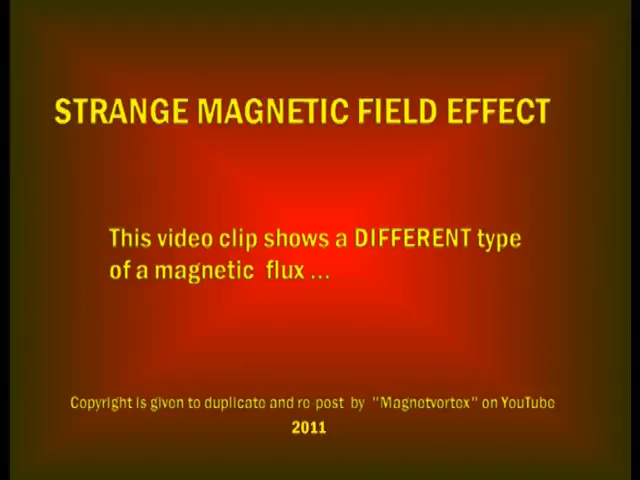 STRANGE MAGNETIC FIELD EFFECT
This video clip shows a DIFFERENT type
of a magnetic flux ...
Copyright is given to duplicate and re-post by "Magnetvortex" on YouTube
2011